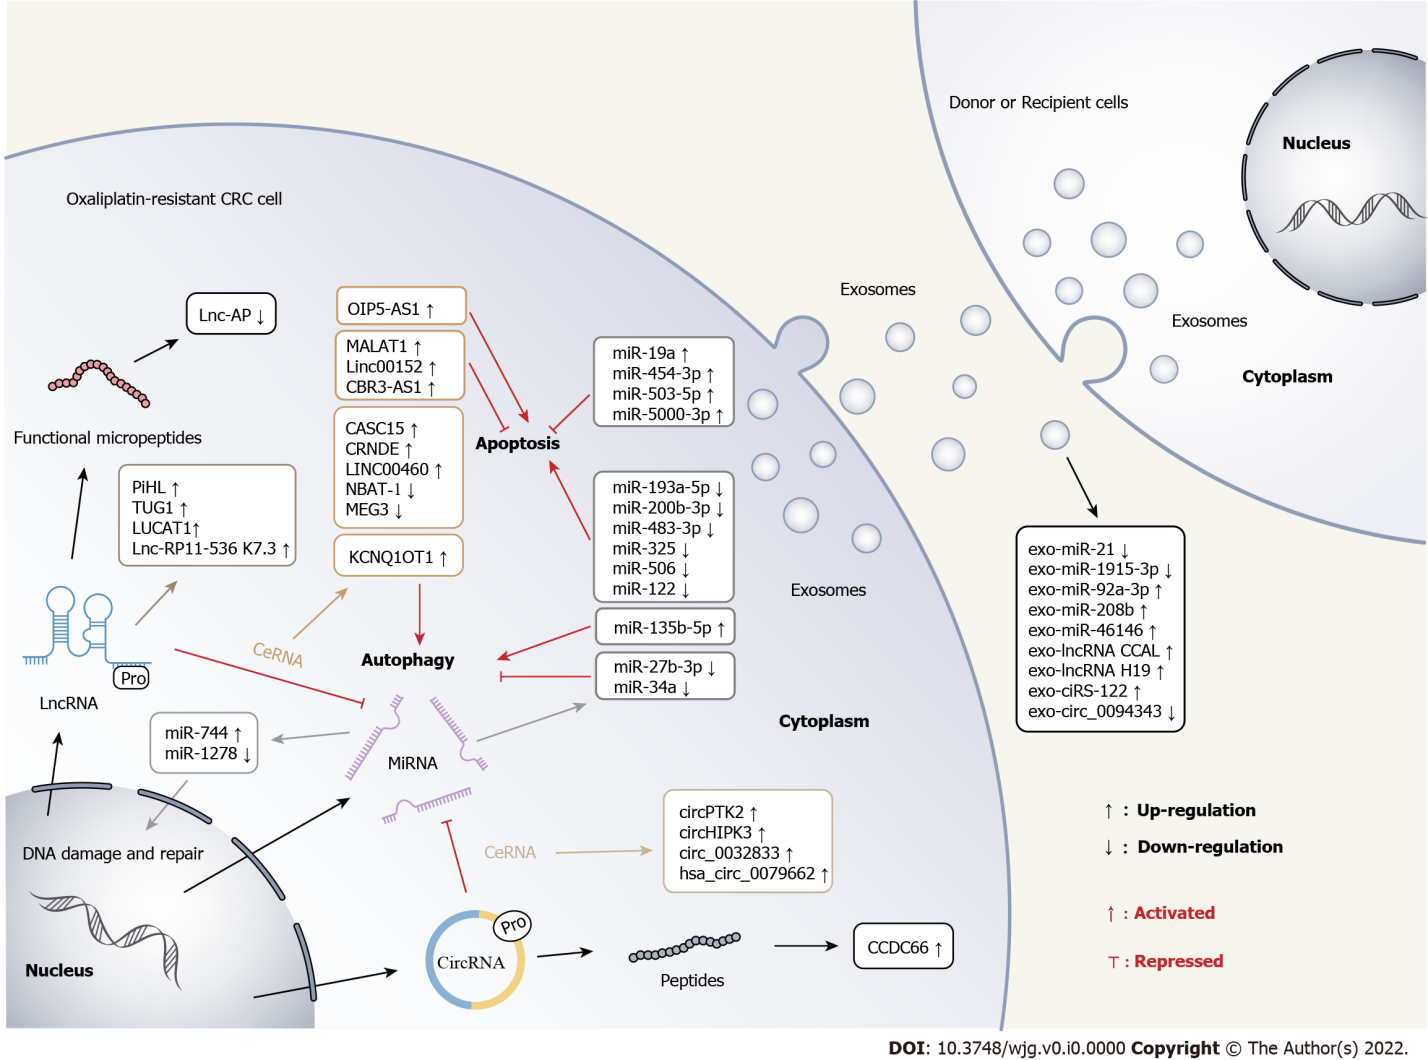 Donor or Recipient cells
Nucleus
Exosomes
Cytoplasm
Oxaliplatin-resistant CRC cell
Lnc-AP ↓
Functional micropeptides
OIP5-AS1 ↑
MALAT1 ↑
Linc00152 ↑
CBR3-AS1 ↑
CASC15 ↑
CRNDE ↑
LINC00460 ↑
NBAT-1 ↓
MEG3 ↓
KCNQ1OT1 ↑
Apoptosis
miR-19a ↑
miR-454-3p ↑
miR-503-5p ↑
miR-5000-3p ↑
miR-193a-5p ↓
miR-200b-3p ↓
miR-483-3p ↓
miR-325 ↓
miR-506 ↓
miR-122 ↓
miR-135b-5p ↑
miR-27b-3p ↓
miR-34a ↓
Exosomes
Exosomes
exo-miR-21 ↓
exo-miR-1915-3p ↓
exo-miR-92a-3p ↑
exo-miR-208b ↑
exo-miR-46146 ↑
exo-lncRNA CCAL ↑
exo-lncRNA H19 ↑
exo-ciRS-122 ↑
exo-circ_0094343 ↓
PiHL ↑
TUG1 ↑
LUCAT1↑
Lnc-RP11-536 K7.3 ↑
CeRNA
Autophagy
Pro
LncRNA
miR-744 ↑
miR-1278 ↓
MiRNA
Cytoplasm
DNA damage and repair
Nucleus
CeRNA
circPTK2 ↑
circHIPK3 ↑
circ_0032833 ↑
hsa_circ_0079662 ↑
Pro
CircRNA
Peptides
CCDC66 ↑
↑ : Up-regulation
↓ : Down-regulation
↑ : Activated
⊤ : Repressed
DOI: 10.3748/wjg.v0.i0.0000 Copyright © The Author(s) 2022.